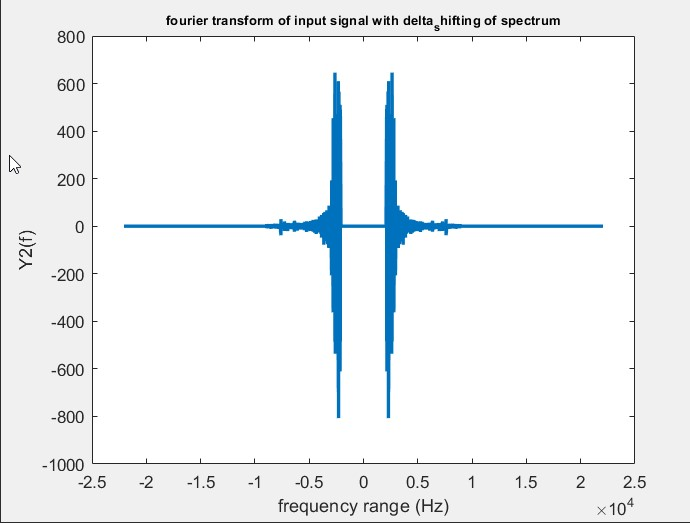 fourier transform of input signal with delta_shifting of spectrum
800
600
400
200
0
-200
-400
-600
-800
-1000
Y2(f)
-2.5 -2 -1.5 -1 -0.5 0 0.5 1 1.5 2 2.5
frequency range (Hz)
×10⁴